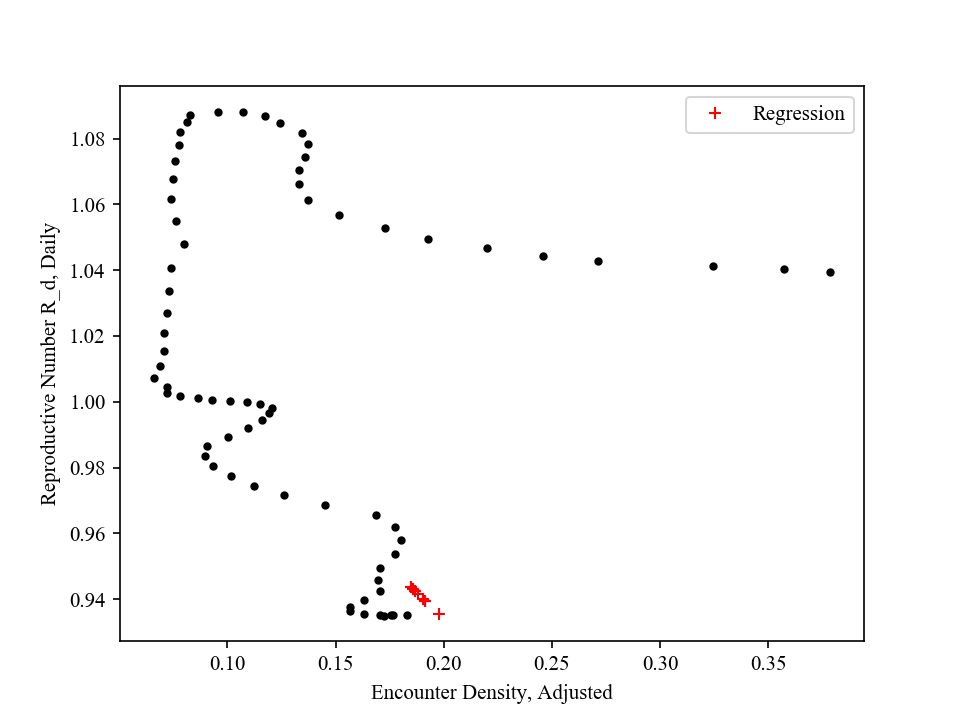 Regression
1.08
1.06
1.04
1.02
1.00
0.98
0.96
0.94
Reproductive Number R_d, Daily
0.10 0.15 0.20 0.25 0.30 0.35
Encounter Density, Adjusted